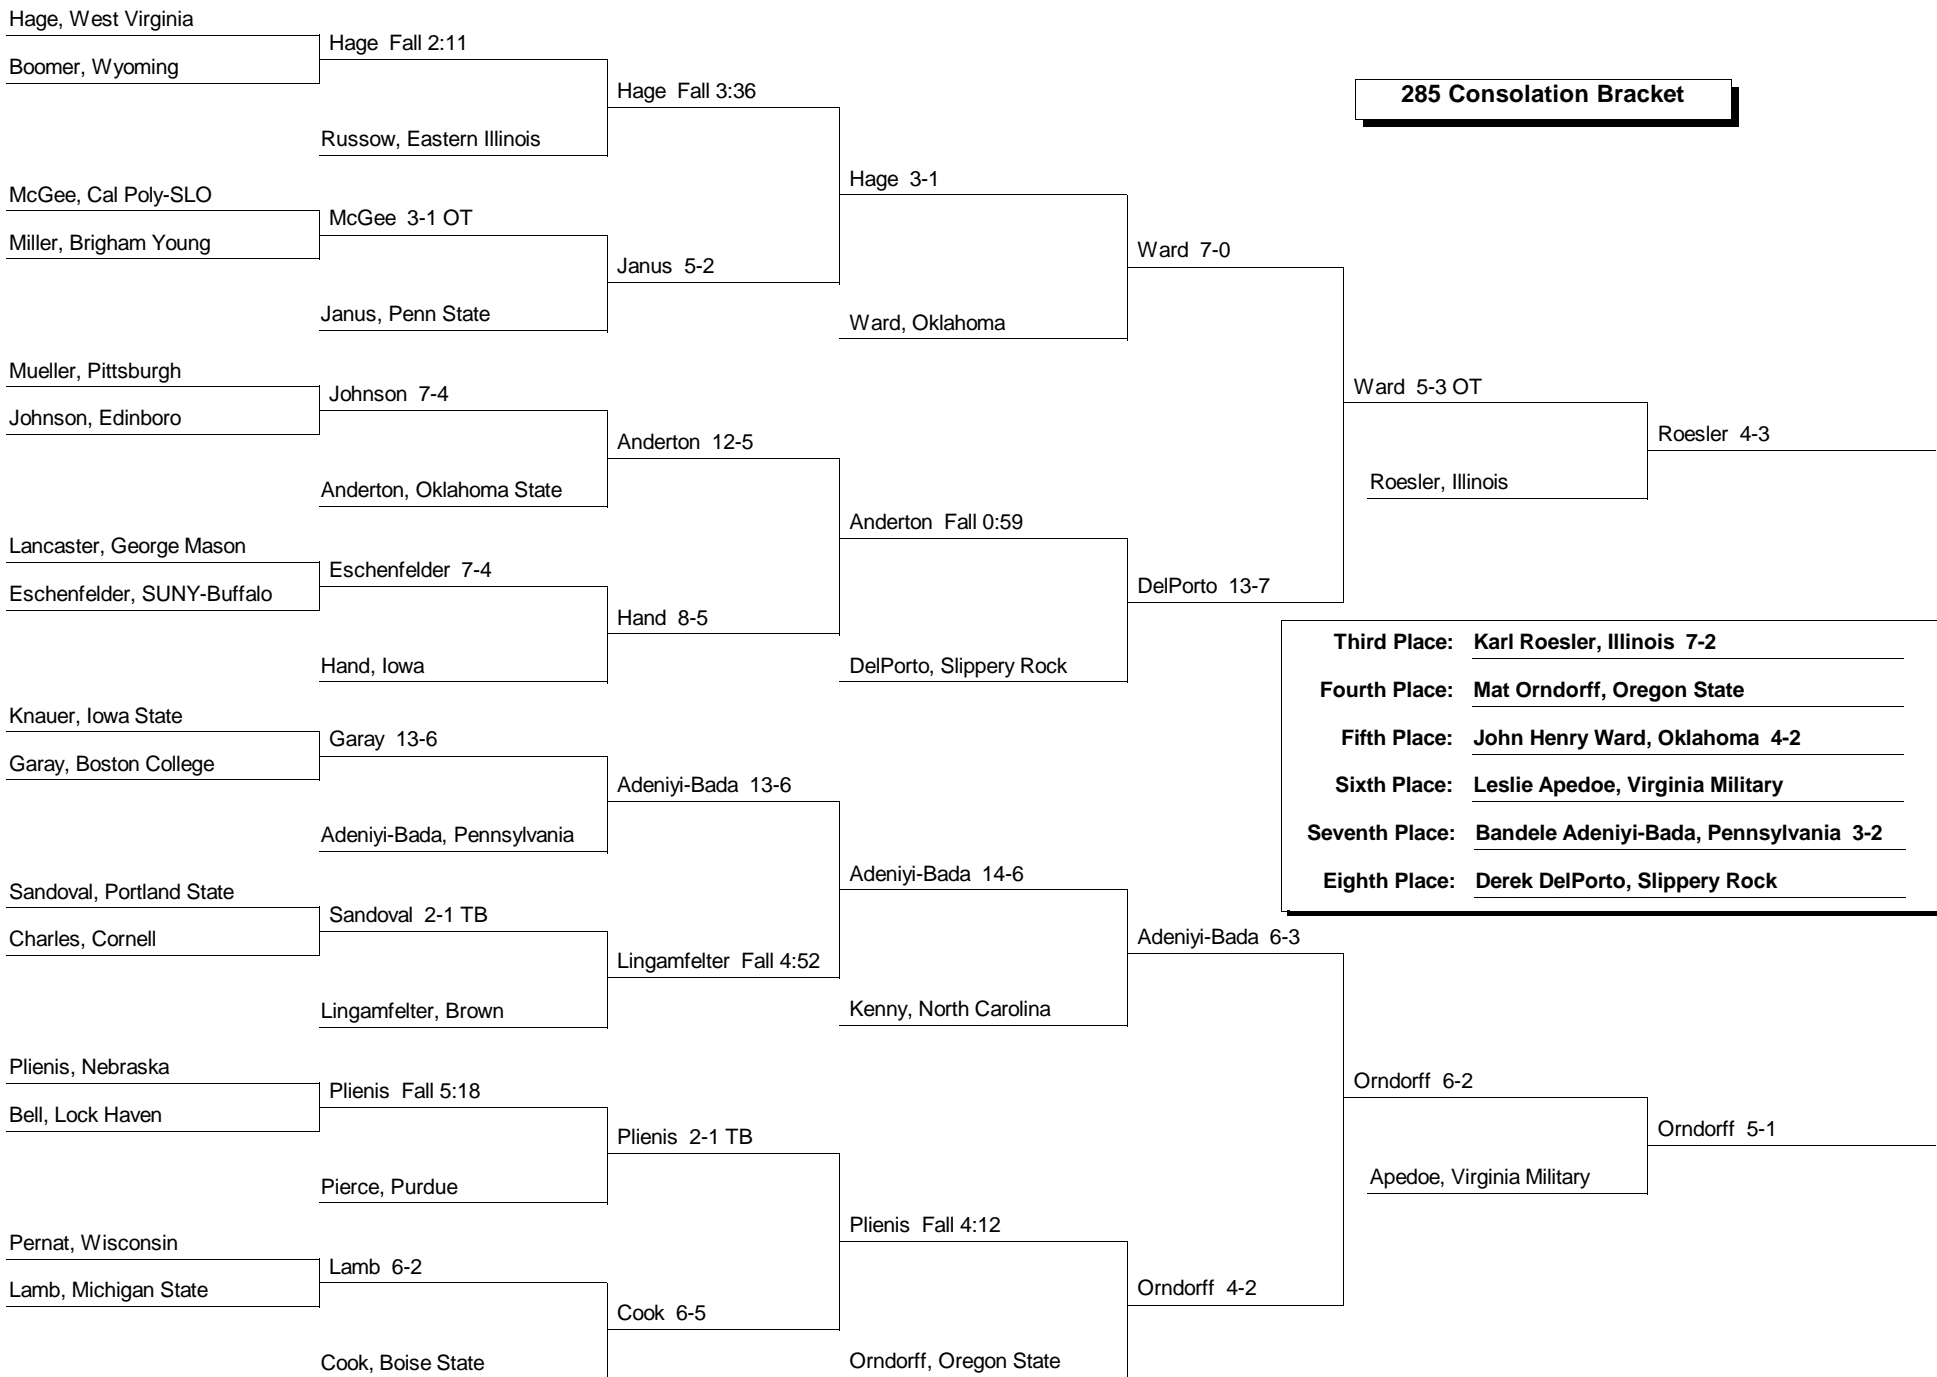 285 Consolation Bracket
Hage, West Virginia
Boomer, Wyoming
McGee, Cal Poly-SLO
Miller, Brigham Young
Mueller, Pittsburgh
Johnson, Edinboro
Lancaster, George Mason
Eschenfelder, SUNY-Buffalo
Knauer, Iowa State
Garay, Boston College
Sandoval, Portland State
Charles, Cornell
Plienis, Nebraska
Bell, Lock Haven
Pernat, Wisconsin
Lamb, Michigan State
Hage Fall 2:11
Russow, Eastern Illinois
McGee 3-1 OT
Janus, Penn State
Johnson 7-4
Anderton, Oklahoma State
Eschenfelder 7-4
Hand, Iowa
Garay 13-6
Adeniyi-Bada, Pennsylvania
Sandoval 2-1 TB
Lingamfelter, Brown
Plienis Fall 5:18
Pierce, Purdue
Lamb 6-2
Cook, Boise State
Hage Fall 3:36
Janus 5-2
Anderton 12-5
Hand 8-5
Adeniyi-Bada 13-6
Lingamfelter Fall 4:52
Plienis 2-1 TB
Cook 6-5
Hage 3-1
Ward, Oklahoma
Anderton Fall 0:59
DelPorto, Slippery Rock
Adeniyi-Bada 14-6
Kenny, North Carolina
Plienis Fall 4:12
Orndorff, Oregon State
Ward 7-0
DelPorto 13-7
Adeniyi-Bada 6-3
Orndorff 4-2
Ward 5-3 OT
Roesler, Illinois
Orndorff 6-2
Apedoe, Virginia Military
Roesler 4-3
Orndorff 5-1
Third Place: Karl Roesler, Illinois 7-2
Fourth Place: Mat Orndorff, Oregon State
Fifth Place: John Henry Ward, Oklahoma 4-2
Sixth Place: Leslie Apedoe, Virginia Military
Seventh Place: Bandele Adeniyi-Bada, Pennsylvania 3-2
Eighth Place: Derek DelPorto, Slippery Rock